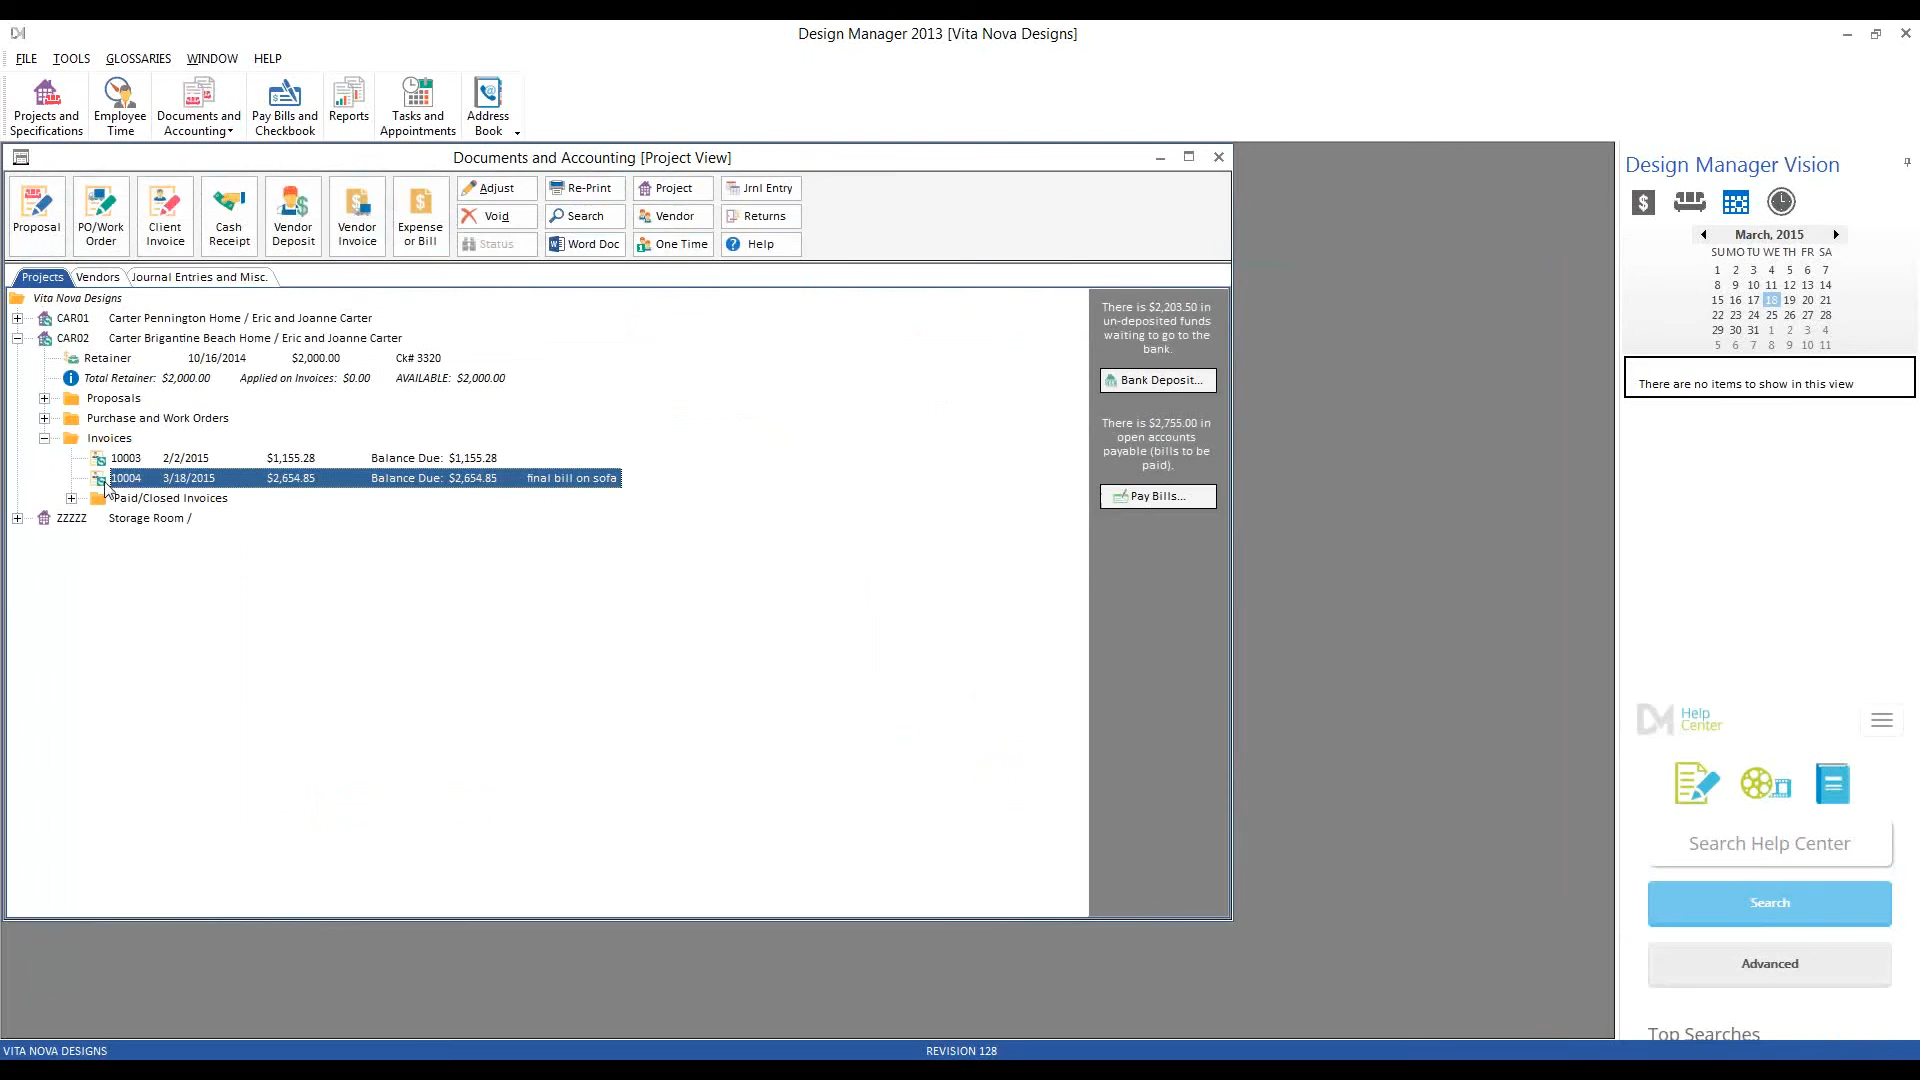 Design Manager 2013 [Vita Nova Designs]
FILE TOOLS GLOSSARIES WINDOW HELP
Projects and Specifications
Employee Time
Documents and Accounting
Pay Bills and Checkbook
Reports
Tasks and Appointments
Address Book
Documents and Accounting [Project View]
Proposal
PO/Work Order
Client Invoice
Cash Receipt
Vendor Deposit
Vendor Invoice
Expense or Bill
Adjust Re-Print Project Jrnl Entry
Void Search Vendor Returns
Status Word Doc One Time Help
Projects Vendors Journal Entries and Misc.
Vita Nova Designs
CAR01 Carter Pennington Home / Eric and Joanne Carter
CAR02 Carter Brigantine Beach Home / Eric and Joanne Carter
Retainer 10/16/2014 $2,000.00 Ck# 3320
Total Retainer: $2,000.00 Applied on Invoices: $0.00 AVAILABLE: $2,000.00
Proposals
Purchase and Work Orders
Invoices
10003 2/2/2015 $1,155.28 Balance Due: $1,155.28
10004 3/18/2015 $2,654.85 Balance Due: $2,654.85 final bill on sofa
Paid/Closed Invoices
ZZZZZ Storage Room /
There is $2,203.50 in
un-deposited funds
waiting to go to the
bank.
Bank Deposit...
There is $2,755.00 in
open accounts
payable (bills to be
paid).
Pay Bills...
Design Manager Vision
March, 2015
SU MO TU WE TH FR SA
1 2 3 4 5 6 7
8 9 10 11 12 13 14
15 16 17 18 19 20 21
22 23 24 25 26 27 28
29 30 31 1 2 3 4
5 6 7 8 9 10 11
There are no items to show in this view
DM Help Center
Search Help Center
Search
Advanced
Top Searches
VITA NOVA DESIGNS REVISION 128